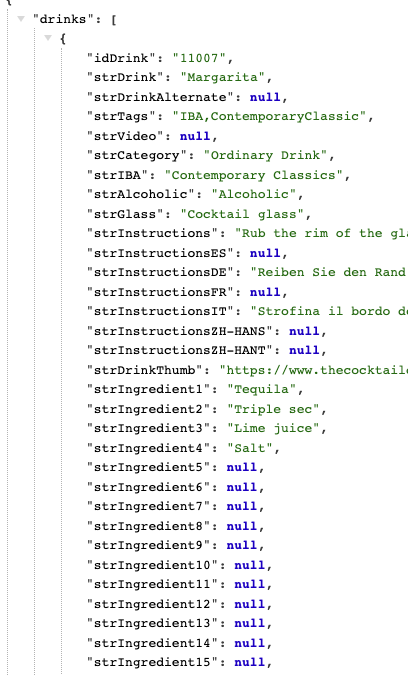 {
"drinks": [
{
"idDrink": "11007",
"strDrink": "Margarita",
"strDrinkAlternate": null,
"strTags": "IBA,ContemporaryClassic",
"strVideo": null,
"strCategory": "Ordinary Drink",
"strIBA": "Contemporary Classics",
"strAlcoholic": "Alcoholic",
"strGlass": "Cocktail glass",
"strInstructions": "Rub the rim of the
"strInstructionsES": null,
"strInstructionsDE": "Reiben Sie den Rand
"strInstructionsFR": null,
"strInstructionsIT": "Strofina il bordo
"strInstructionsZH-HANS": null,
"strInstructionsZH-HANT": null,
"strDrinkThumb": "https://www.thecocktail
"strIngredient1": "Tequila",
"strIngredient2": "Triple sec",
"strIngredient3": "Lime juice",
"strIngredient4": "Salt",
"strIngredient5": null,
"strIngredient6": null,
"strIngredient7": null,
"strIngredient8": null,
"strIngredient9": null,
"strIngredient10": null,
"strIngredient11": null,
"strIngredient12": null,
"strIngredient13": null,
"strIngredient14": null,
"strIngredient15": null,